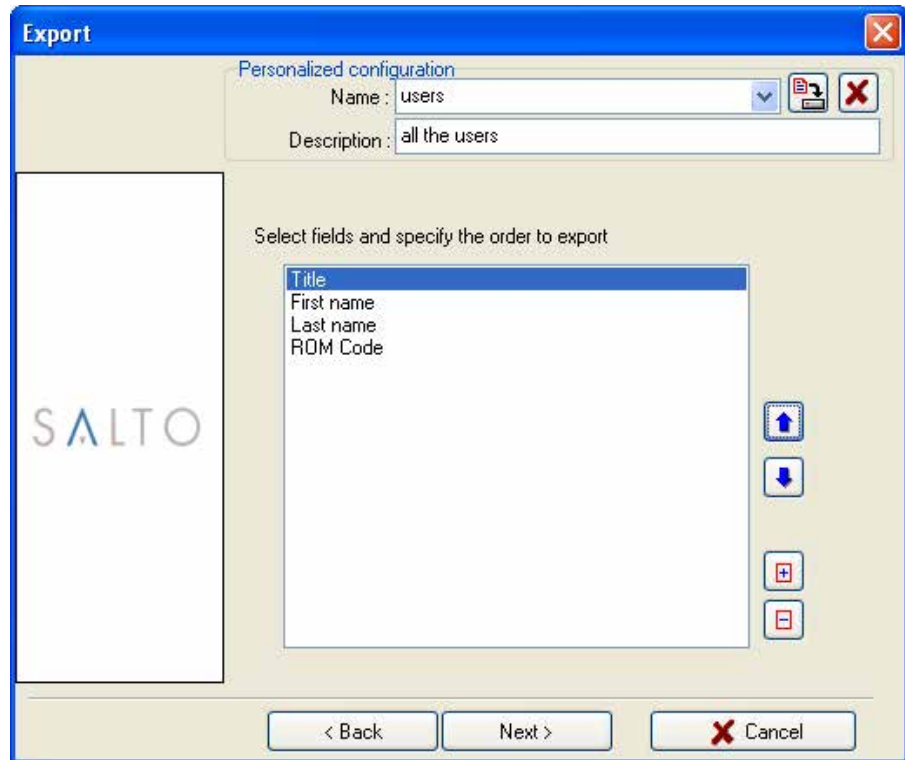 Export
Personalized configuration
Name : users
Description : all the users
Select fields and specify the order to export
Title
First name
Last name
ROM Code
SALTO
< Back Next > Cancel